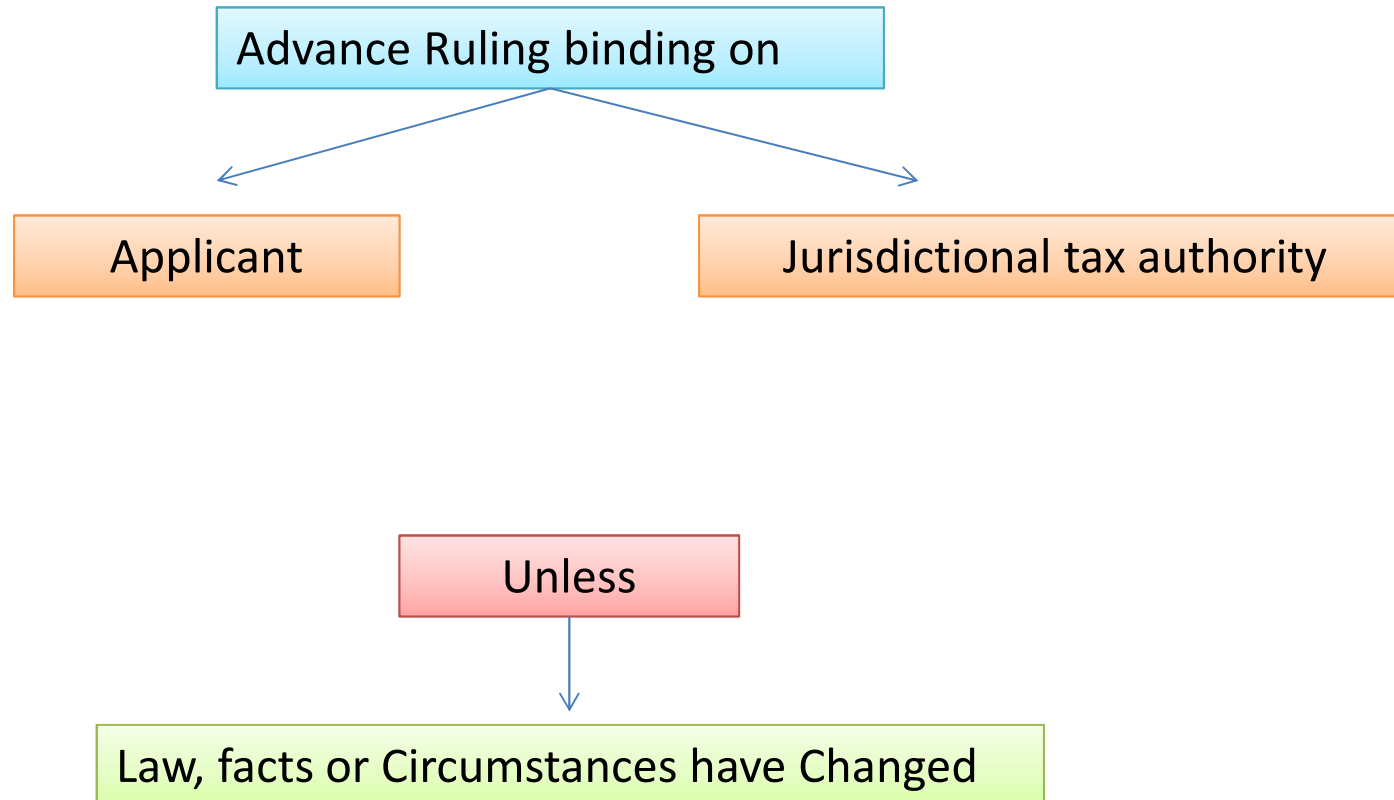 Advance Ruling binding on
Applicant
Jurisdictional tax authority
Unless
Law, facts or Circumstances have Changed